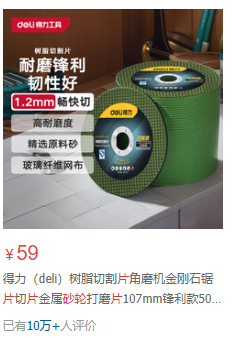 deli 得力工具
树脂切割片
耐磨锋利
韧性好
1.2mm 畅快切
高耐磨度
精选原料砂
玻璃纤维网布
deli 得力
¥59
得力（deli）树脂切割片角磨机金刚石锯
片切片金属砂轮打磨片107mm锋利款50...
已有10万+人评价